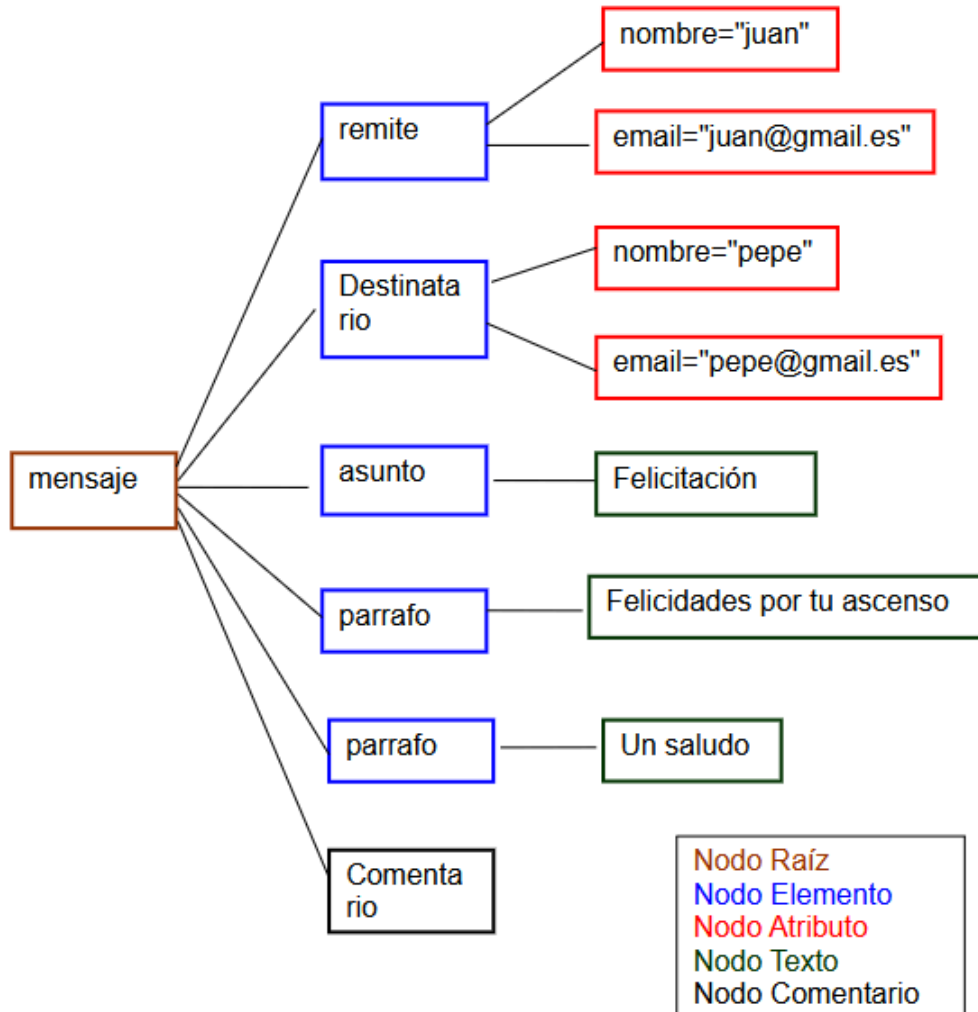 nombre="juan"
remite
email="juan@gmail.es"
nombre="pepe"
Destinata
rio
email="pepe@gmail.es"
mensaje
asunto
Felicitación
parrafo
Felicidades por tu ascenso
parrafo
Un saludo
Comenta
rio
Nodo Raíz
Nodo Elemento
Nodo Atributo
Nodo Texto
Nodo Comentario